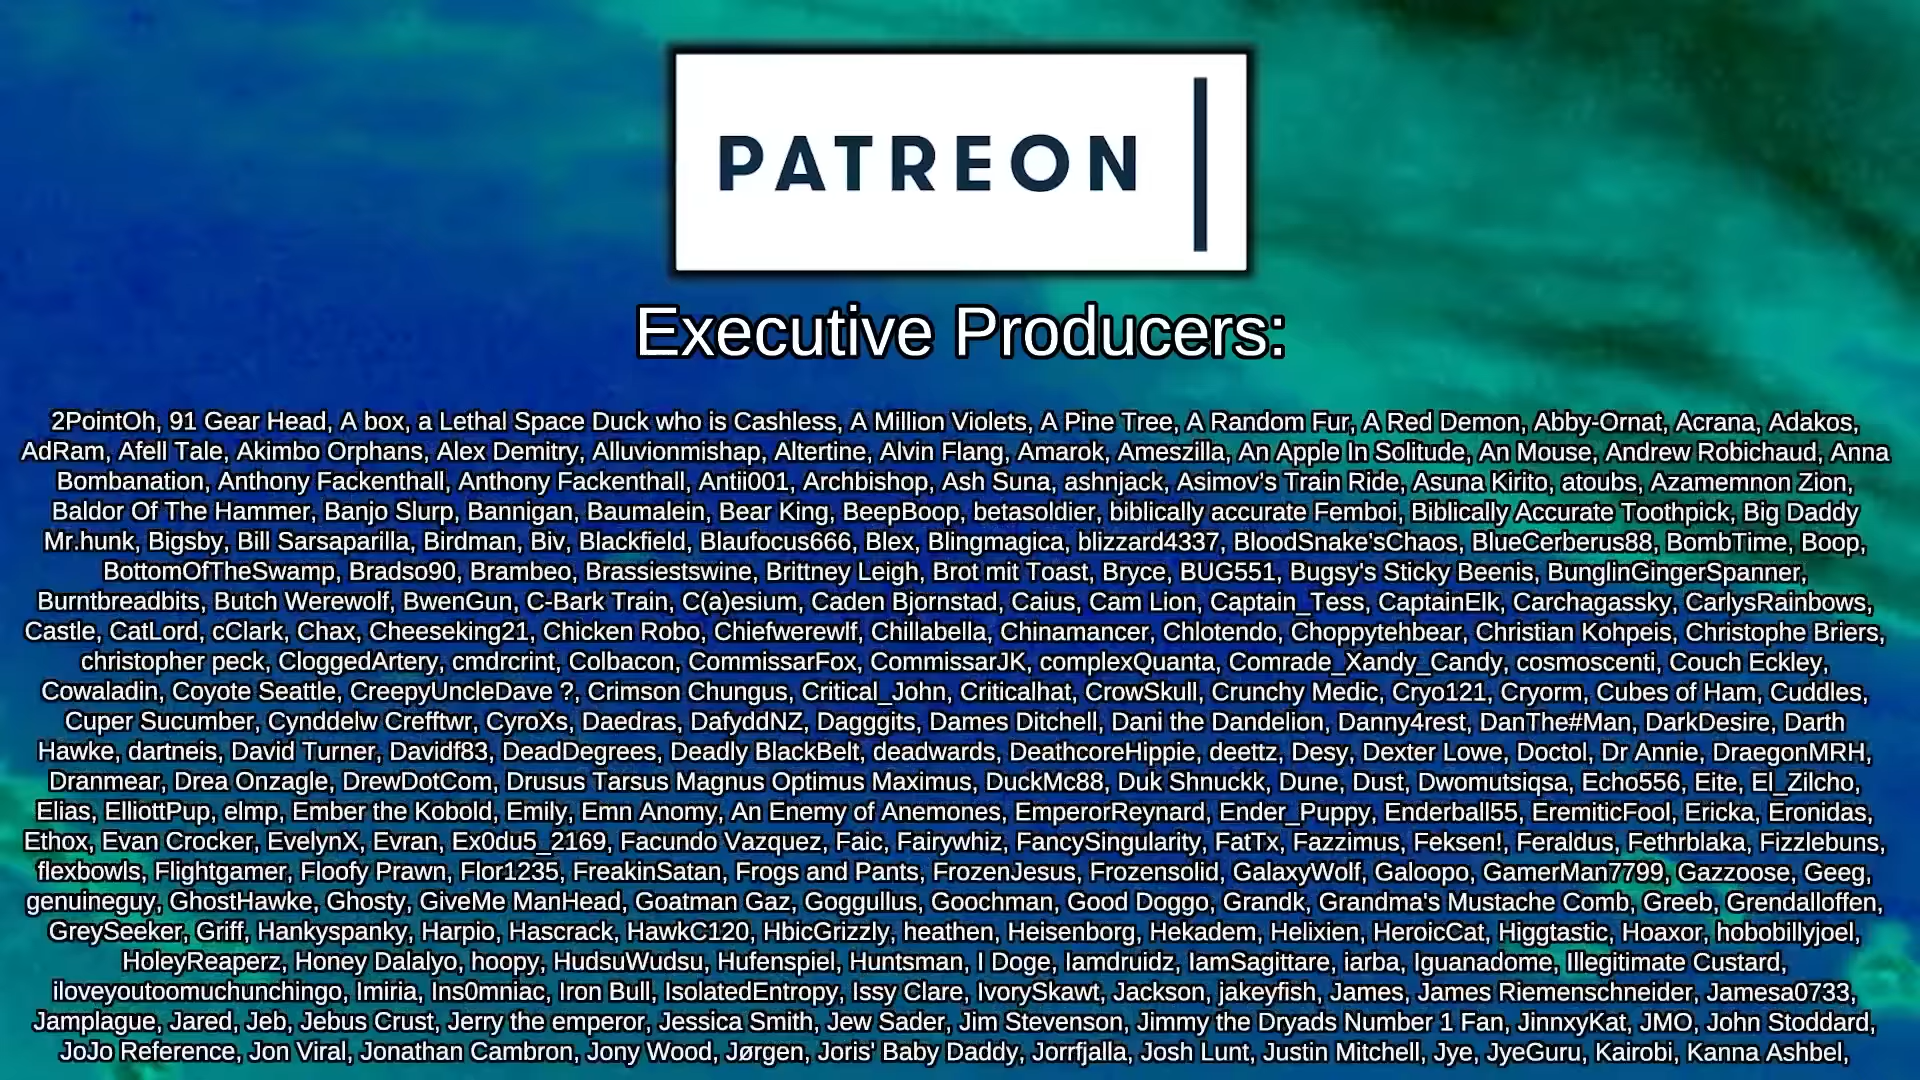 PATREON
Executive Producers:
2PointOh, 91 Gear Head, A box, a Lethal Space Duck who is Cashless, A Million Violets, A Pine Tree, A Random Fur, A Red Demon, Abby-Ornat, Acrana, Adakos,
AdRam, Afell Tale, Akimbo Orphans, Alex Demitry, Alluvionmishap, Altertine, Alvin Flang, Amarok, Ameszilla, An Apple In Solitude, An Mouse, Andrew Robichaud, Anna
Bombanation, Anthony Fackenthall, Anthony Fackenthall, Antii001, Archbishop, Ash Suna, ashnjack, Asimov's Train Ride, Asuna Kirito, atoubs, Azamemnon Zion,
Baldor Of The Hammer, Banjo Slurp, Bannigan, Baumalein, Bear King, BeepBoop, betasoldier, biblically accurate Femboi, Biblically Accurate Toothpick, Big Daddy
Mr.hunk, Bigsby, Bill Sarsaparilla, Birdman, Biv, Blackfield, Blaufocus666, Blex, Blingmagica, blizzard4337, BloodSnake'sChaos, BlueCerberus88, BombTime, Boop,
BottomOfTheSwamp, Bradso90, Brambeo, Brassiestswine, Brittney Leigh, Brot mit Toast, Bryce, BUG551, Bugsy's Sticky Beenis, BunglinGingerSpanner,
Burntbreadbits, Butch Werewolf, BwenGun, C-Bark Train, C(a)esium, Caden Bjornstad, Caius, Cam Lion, Captain_Tess, CaptainElk, Carchagassky, CarlysRainbows,
Castle, CatLord, cClark, Chax, Cheeseking21, Chicken Robo, Chiefwerewlf, Chillabella, Chinamancer, Chlotendo, Choppytehbear, Christian Kohpeis, Christophe Briers,
christopher peck, CloggedArtery, cmdrcrint, Colbacon, CommissarFox, CommissarJK, complexQuanta, Comrade_Xandy_Candy, cosmoscenti, Couch Eckley,
Cowaladin, Coyote Seattle, CreepyUncleDave ?, Crimson Chungus, Critical_John, Criticalhat, CrowSkull, Crunchy Medic, Cryo121, Cryorm, Cubes of Ham, Cuddles,
Cuper Sucumber, Cynddelw Crefftwr, CyroXs, Daedras, DafyddNZ, Dagggits, Dames Ditchell, Dani the Dandelion, Danny4rest, DanThe#Man, DarkDesire, Darth
Hawke, dartneis, David Turner, Davidf83, DeadDegrees, Deadly BlackBelt, deadwards, DeathcoreHippie, deettz, Desy, Dexter Lowe, Doctol, Dr Annie, DraegonMRH,
Dranmear, Drea Onzagle, DrewDotCom, Drusus Tarsus Magnus Optimus Maximus, DuckMc88, Duk Shnuckk, Dune, Dust, Dwomutsiqsa, Echo556, Eite, El_Zilcho,
Elias, ElliottPup, elmp, Ember the Kobold, Emily, Emn Anomy, An Enemy of Anemones, EmperorReynard, Ender_Puppy, Enderball55, EremiticFool, Ericka, Eronidas,
Ethox, Evan Crocker, EvelynX, Evran, Ex0du5_2169, Facundo Vazquez, Faic, Fairywhiz, FancySingularity, FatTx, Fazzimus, Feksen!, Feraldus, Fethrblaka, Fizzlebuns,
flexbowls, Flightgamer, Floofy Prawn, Flor1235, FreakinSatan, Frogs and Pants, FrozenJesus, Frozensolid, GalaxyWolf, Galoopo, GamerMan7799, Gazzoose, Geeg,
genuineguy, GhostHawke, Ghosty, GiveMe ManHead, Goatman Gaz, Goggullus, Goochman, Good Doggo, Grandk, Grandma's Mustache Comb, Greeb, Grendalloffen,
GreySeeker, Griff, Hankyspanky, Harpio, Hascrack, HawkC120, HbicGrizzly, heathen, Heisenborg, Hekadem, Helixien, HeroicCat, Higgtastic, Hoaxor, hobobillyjoel,
HoleyReaperz, Honey Dalalyo, hoopy, HudsuWudsu, Hufenspiel, Huntsman, I Doge, Iamdruidz, IamSagittare, iarba, Iguanadome, Illegitimate Custard,
iloveyoutoomuchunchingo, Imiria, Ins0mniac, Iron Bull, IsolatedEntropy, Issy Clare, IvorySkawt, Jackson, jakeyfish, James, James Riemenschneider, Jamesa0733,
Jamplague, Jared, Jeb, Jebus Crust, Jerry the emperor, Jessica Smith, Jew Sader, Jim Stevenson, Jimmy the Dryads Number 1 Fan, JinnxyKat, JMO, John Stoddard,
JoJo Reference, Jon Viral, Jonathan Cambron, Jony Wood, Jørgen, Joris' Baby Daddy, Jorrfjalla, Josh Lunt, Justin Mitchell, Jye, JyeGuru, Kairobi, Kanna Ashbel,